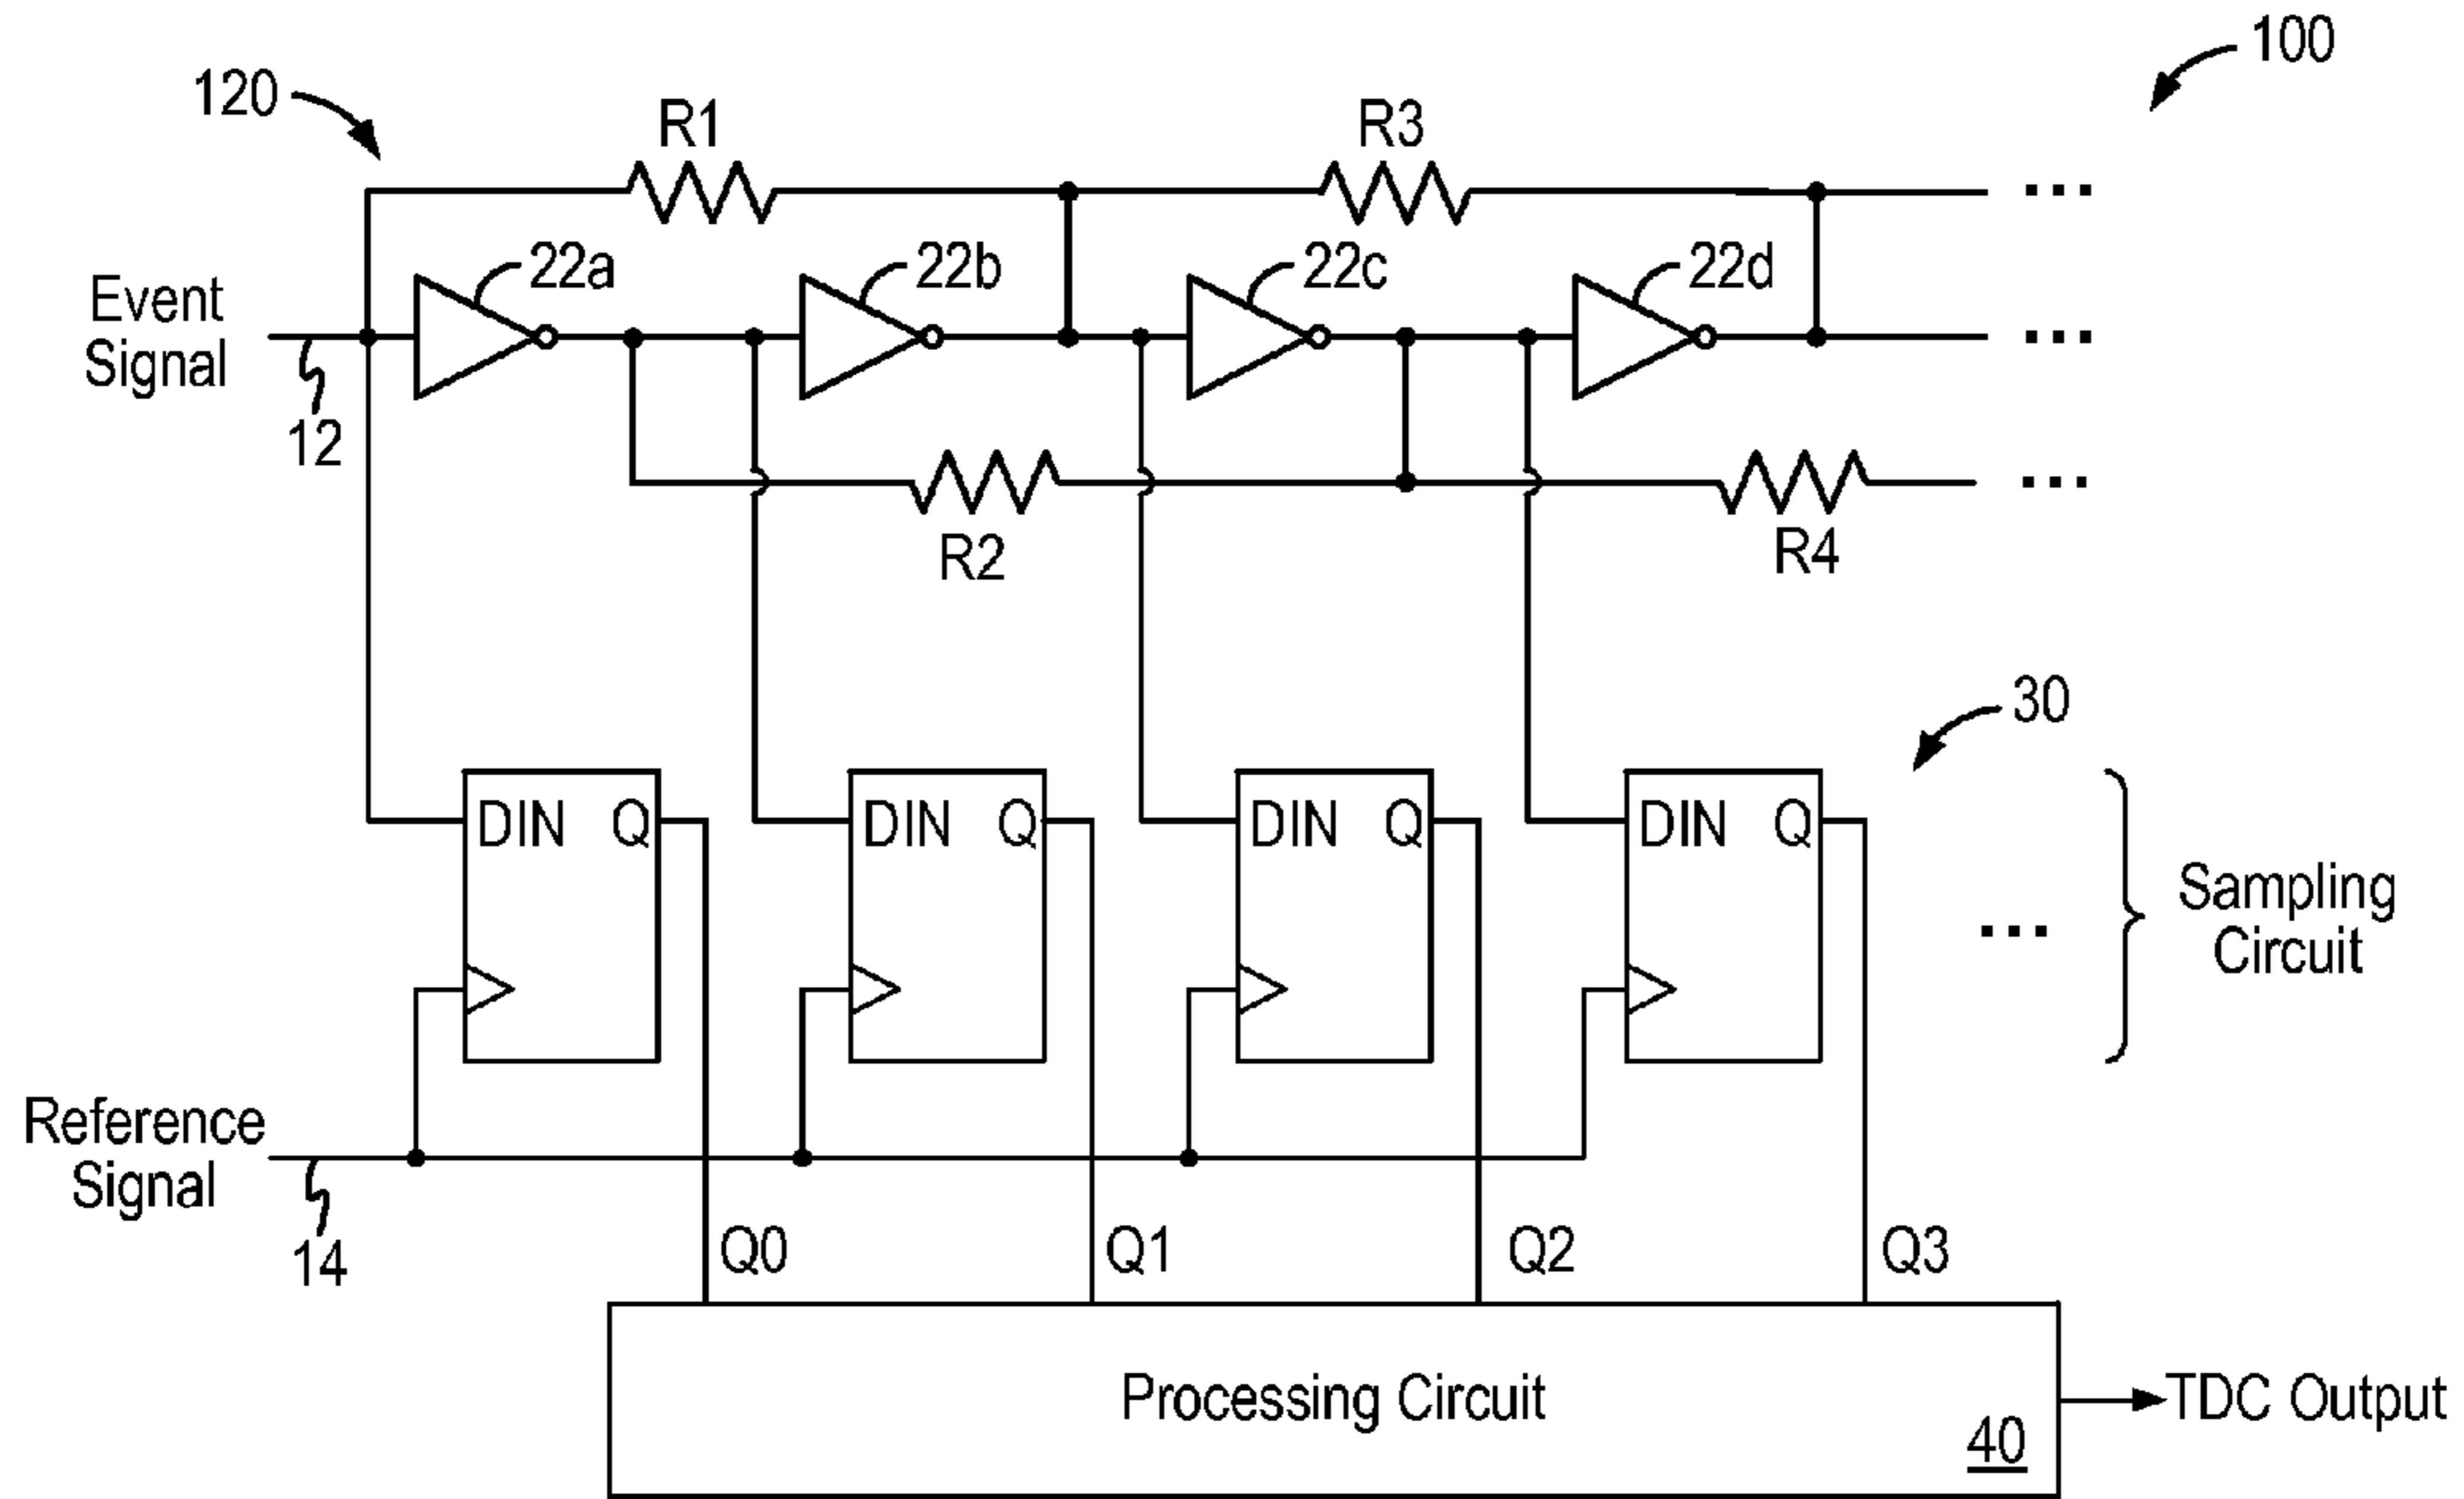 100
120
R1
R3
22a
22b
22c
22d
Event
Signal
12
R2
R4
30
DIN Q
DIN Q
DIN Q
DIN Q
Sampling
Circuit
Reference
Signal
14
Q0
Q1
Q2
Q3
Processing Circuit
40
TDC Output